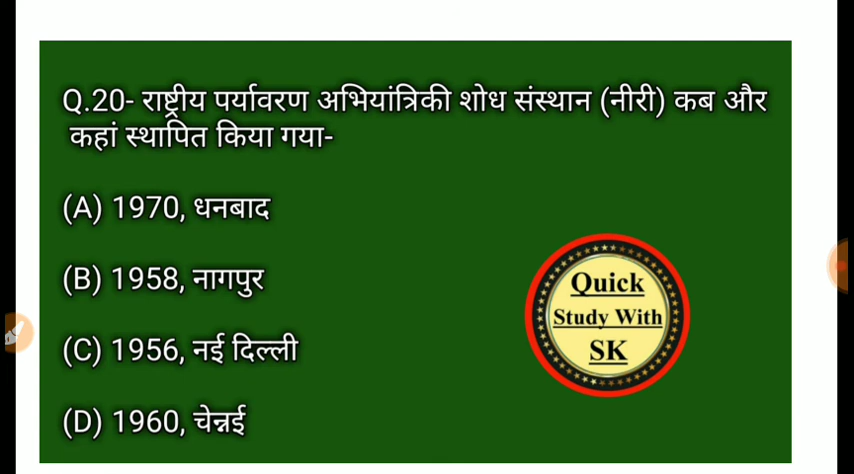 Q.20- राष्ट्रीय पर्यावरण अभियांत्रिकी शोध संस्थान (नीरी) कब और
कहां स्थापित किया गया-
(A) 1970, धनबाद
(B) 1958, नागपुर
(C) 1956, नई दिल्ली
(D) 1960, चेन्नई
Quick
Study With
SK